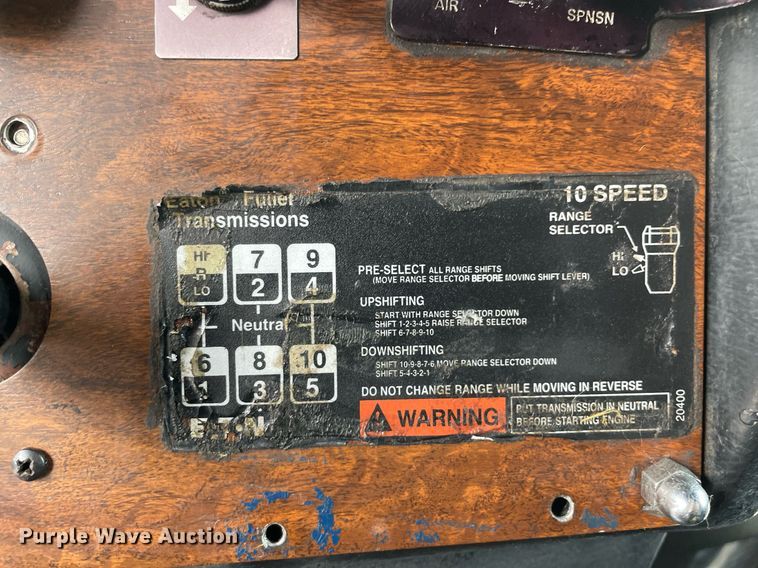 AIR
SPNSN
Eaton Fuller
Transmissions
10 SPEED
RANGE
SELECTOR
HI
LO
HI
R
LO
7
2
9
4
Neutral
6
1
8
3
10
5
EATON
PRE-SELECT ALL RANGE SHIFTS
(MOVE RANGE SELECTOR BEFORE MOVING SHIFT LEVER)
UPSHIFTING
START WITH RANGE SELECTOR DOWN
SHIFT 1-2-3-4-5 RAISE RANGE SELECTOR
SHIFT 6-7-8-9-10
DOWNSHIFTING
SHIFT 10-9-8-7-6 MOVE RANGE SELECTOR DOWN
SHIFT 5-4-3-2-1
DO NOT CHANGE RANGE WHILE MOVING IN REVERSE
WARNING
PUT TRANSMISSION IN NEUTRAL
BEFORE STARTING ENGINE
20400
Purple Wave Auction